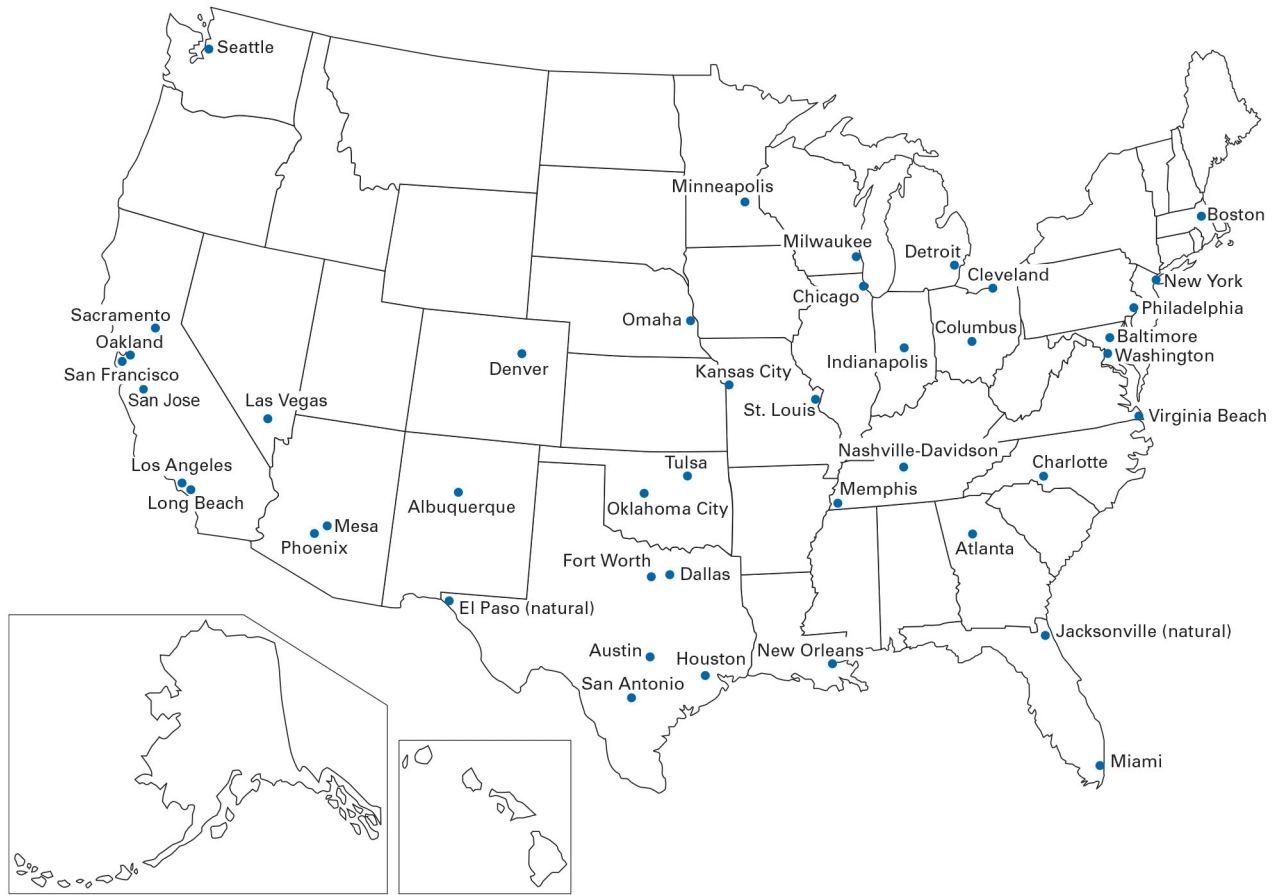 Seattle
Minneapolis
Boston
Milwaukee
Detroit
Cleveland
New York
Chicago
Philadelphia
Sacramento
Omaha
Columbus
Baltimore
Oakland
Washington
Indianapolis
Denver
San Francisco
Kansas City
San Jose
Las Vegas
St. Louis
Virginia Beach
Nashville-Davidson
Los Angeles
Tulsa
Charlotte
Memphis
Long Beach
Albuquerque
Oklahoma City
Mesa
Phoenix
Atlanta
Fort Worth
Dallas
El Paso (natural)
Jacksonville (natural)
Austin
Houston
New Orleans
San Antonio
Miami